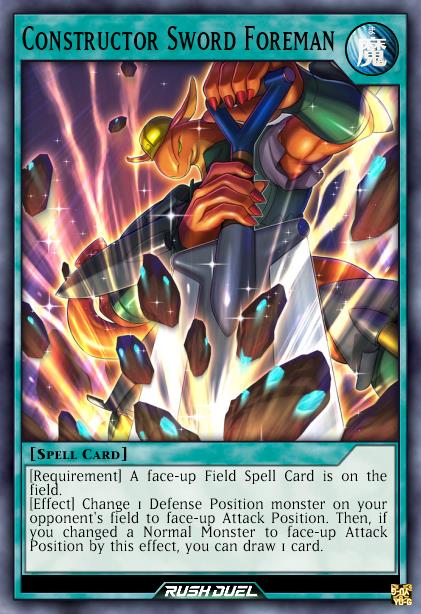 Constructor Sword Foreman
ま
魔
[Spell Card]
[Requirement] A face-up Field Spell Card is on the
field.
[Effect] Change 1 Defense Position monster on your
opponent's field to face-up Attack Position. Then, if
you changed a Normal Monster to face-up Attack
Position by this effect, you can draw 1 card.
RUSH DUEL